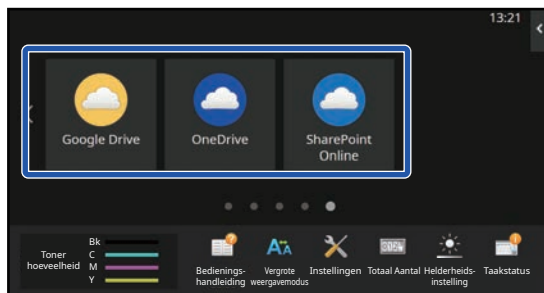 13:21
Google Drive
OneDrive
SharePoint
Online
Toner
hoeveelheid
Bk
C
M
Y
Bedienings-
handleiding
Vergrote
weergavemodus
Instellingen
Totaal Aantal
Helderheids-
instelling
Taakstatus